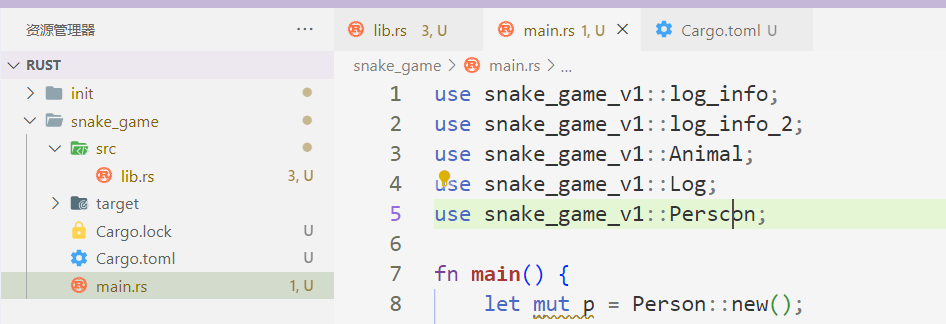 资源管理器 ···
lib.rs 3, U main.rs 1, U × Cargo.toml U
RUST
snake_game > main.rs > ...
init
snake_game
src
lib.rs 3, U
target
Cargo.lock U
Cargo.toml U
main.rs 1, U
1 use snake_game_v1::log_info;
2 use snake_game_v1::log_info_2;
3 use snake_game_v1::Animal;
4 use snake_game_v1::Log;
5 use snake_game_v1::Perscon;
6
7 fn main() {
8 let mut p = Person::new();